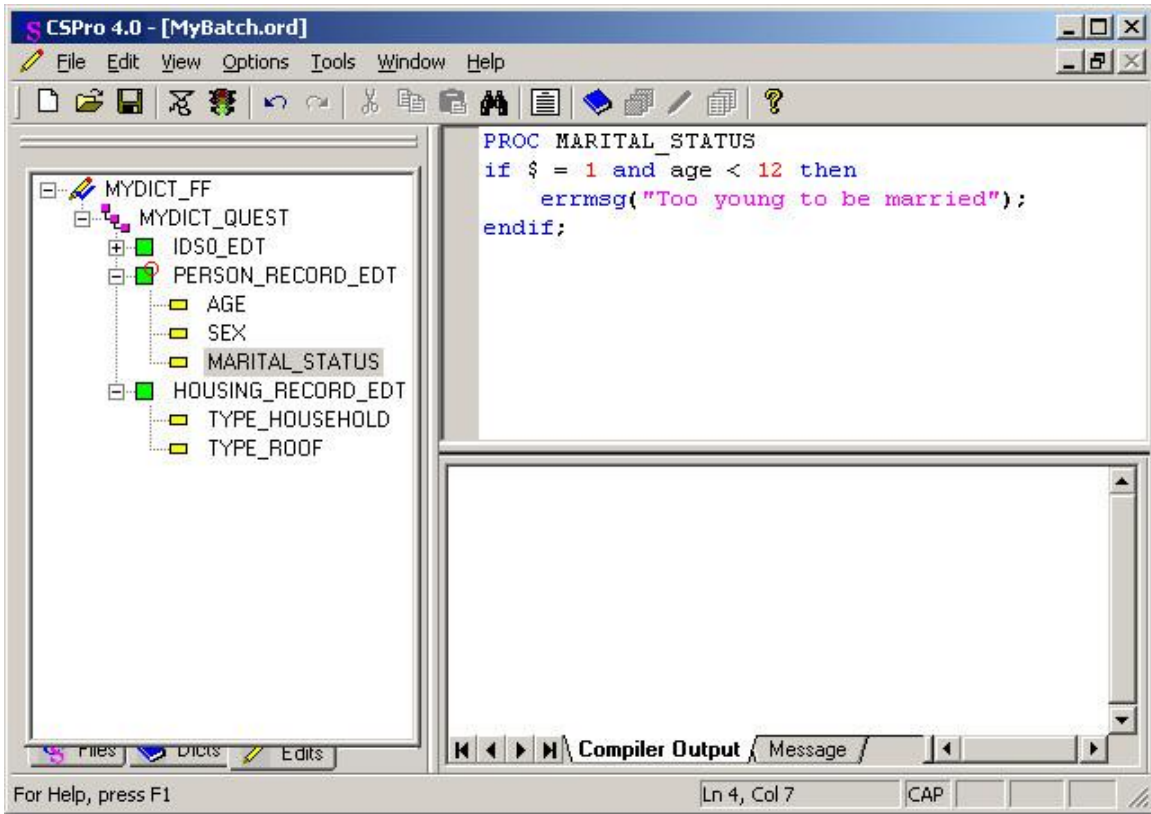 CSPro 4.0 - [MyBatch.ord]
File Edit View Options Tools Window Help
MYDICT_FF
MYDICT_QUEST
IDS0_EDT
PERSON_RECORD_EDT
AGE
SEX
MARITAL_STATUS
HOUSING_RECORD_EDT
TYPE_HOUSEHOLD
TYPE_ROOF
Files Dicts Edits
PROC MARITAL_STATUS
if $ = 1 and age < 12 then
errmsg("Too young to be married");
endif;
Compiler Output Message
For Help, press F1
Ln 4, Col 7 CAP